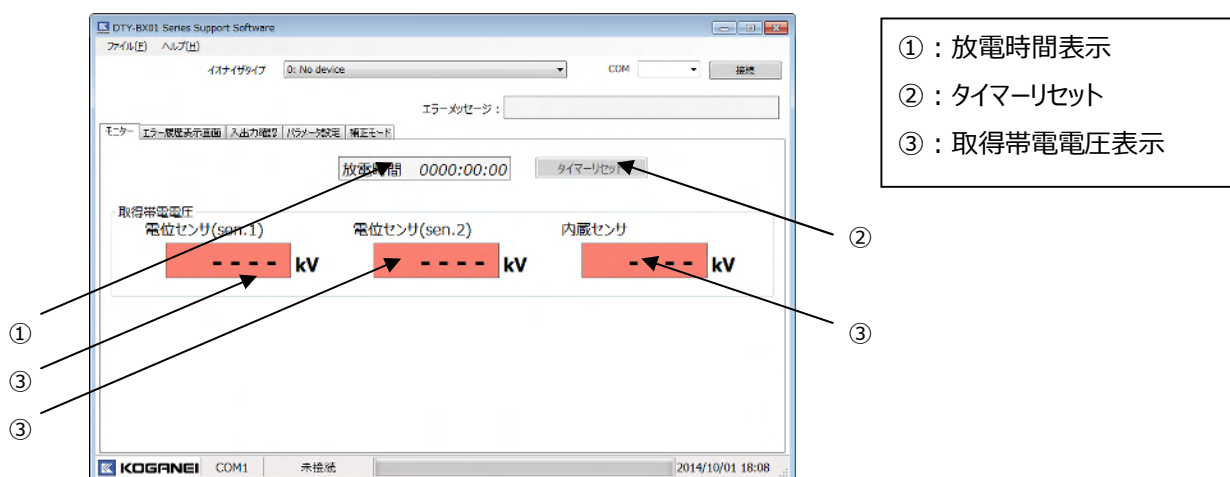 DTY-BX01 Series Support Software
ファイル(F) ヘルプ(H)
イオナイザタイプ 0: No device COM 接続
エラーメッセージ：
モニター エラー履歴表示画面 入出力確認 パラメータ設定 補正モード
放電時間 0000:00:00 タイマーリセット
取得帯電電圧
電位センサ(sen.1) 電位センサ(sen.2) 内蔵センサ
---- kV ---- kV ---- kV
KOGANEI COM1 未接続 2014/10/01 18:08
①
③
③
②
③
①：放電時間表示
②：タイマーリセット
③：取得帯電電圧表示